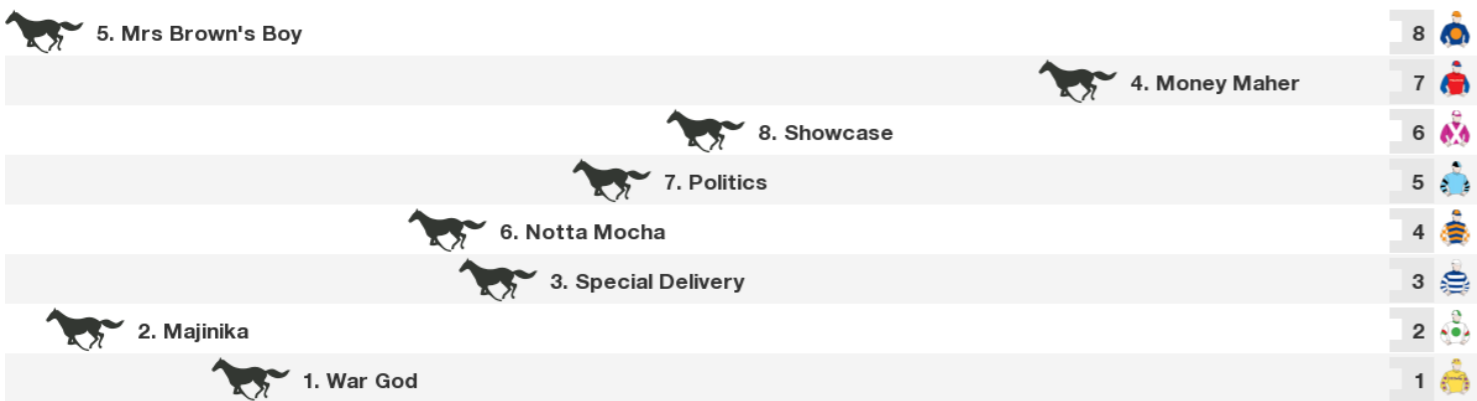 5. Mrs Brown's Boy 8
4. Money Maher 7
8. Showcase 6
7. Politics 5
6. Notta Mocha 4
3. Special Delivery 3
2. Majinika 2
1. War God 1